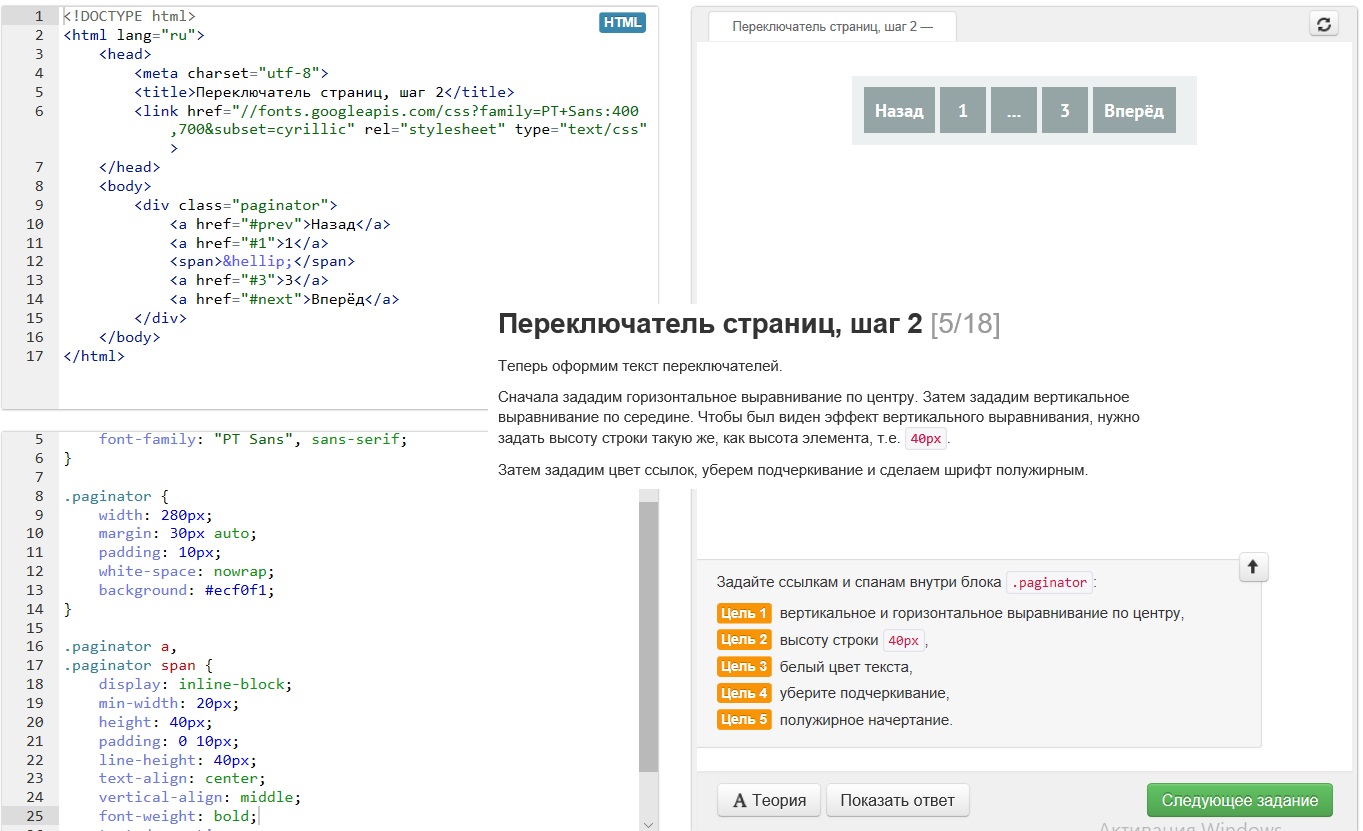 1 <!DOCTYPE html>
HTML
2 <html lang="ru">
3 <head>
4 <meta charset="utf-8">
5 <title>Переключатель страниц, шаг 2</title>
6 <link href="//fonts.googleapis.com/css?family=PT+Sans:400
,700&subset=cyrillic" rel="stylesheet" type="text/css"
>
7 </head>
8 <body>
9 <div class="paginator">
10 <a href="#prev">Назад</a>
11 <a href="#1">1</a>
12 <span>&hellip;</span>
13 <a href="#3">3</a>
14 <a href="#next">Вперёд</a>
15 </div>
16 </body>
17 </html>
Переключатель страниц, шаг 2 —
Назад 1 ... 3 Вперёд
Переключатель страниц, шаг 2 [5/18]
Теперь оформим текст переключателей.
Сначала зададим горизонтальное выравнивание по центру. Затем зададим вертикальное
выравнивание по середине. Чтобы был виден эффект вертикального выравнивания, нужно
задать высоту строки такую же, как высота элемента, т.е. 40px.
Затем зададим цвет ссылок, уберем подчеркивание и сделаем шрифт полужирным.
5 font-family: "PT Sans", sans-serif;
6 }
7
8 .paginator {
9 width: 280px;
10 margin: 30px auto;
11 padding: 10px;
12 white-space: nowrap;
13 background: #ecf0f1;
14 }
15
16 .paginator a,
17 .paginator span {
18 display: inline-block;
19 min-width: 20px;
20 height: 40px;
21 padding: 0 10px;
22 line-height: 40px;
23 text-align: center;
24 vertical-align: middle;
25 font-weight: bold;
Задайте ссылкам и спанам внутри блока .paginator:
Цель 1 вертикальное и горизонтальное выравнивание по центру,
Цель 2 высоту строки 40px,
Цель 3 белый цвет текста,
Цель 4 уберите подчеркивание,
Цель 5 полужирное начертание.
A Теория Показать ответ Следующее задание
Активация Windows